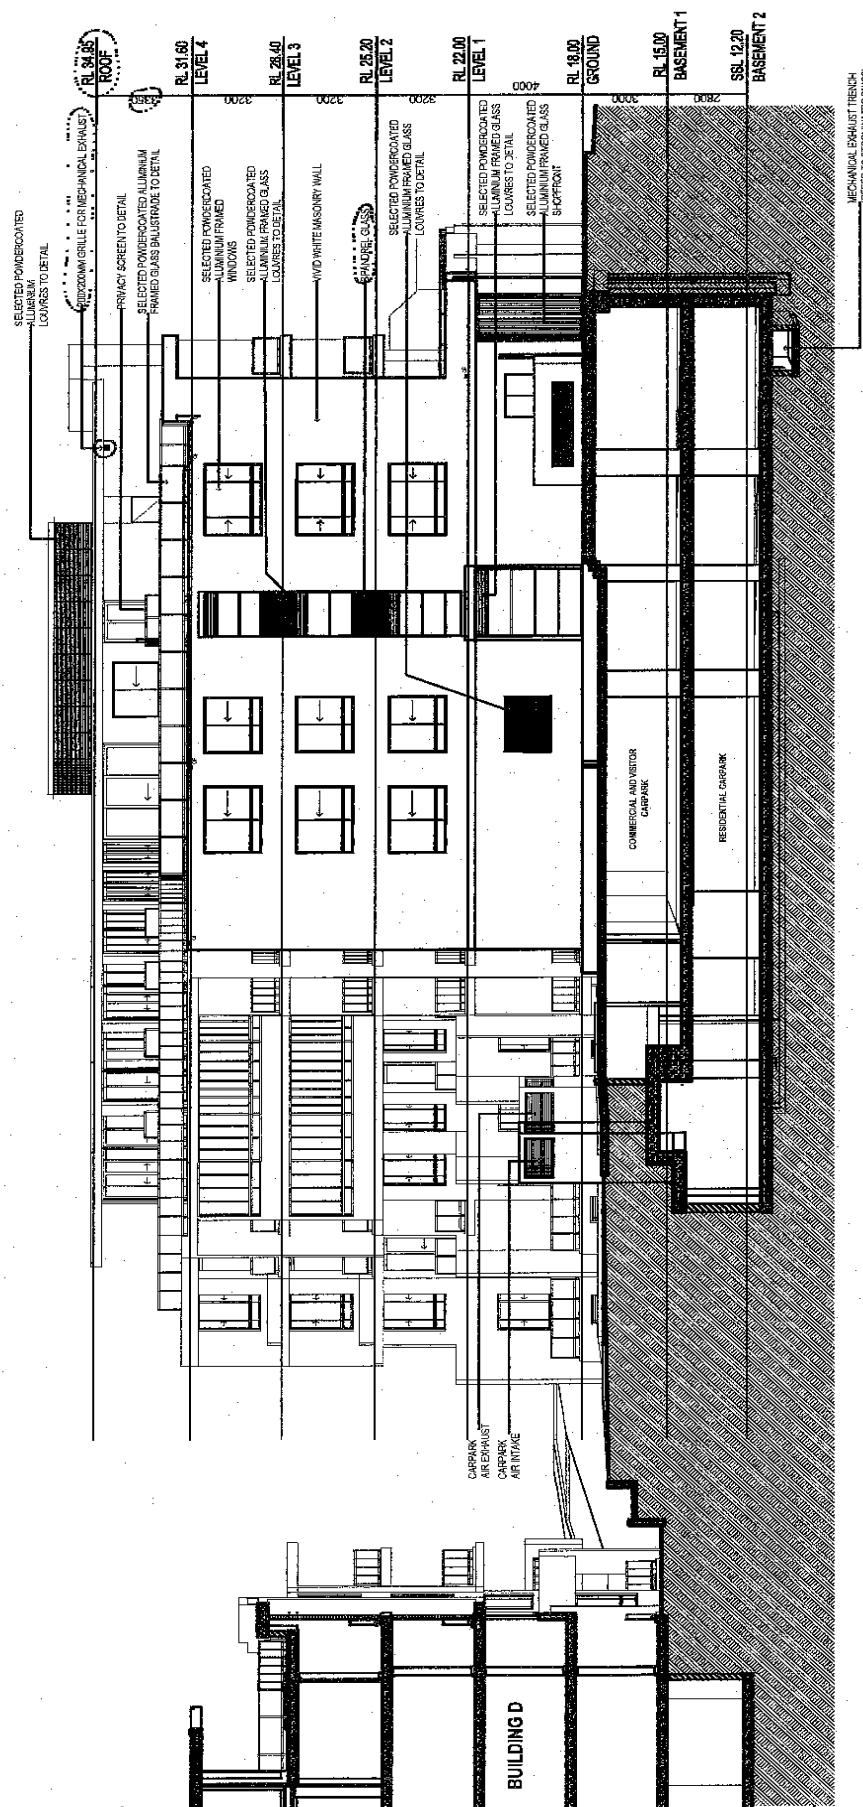 RL 34.95
ROOF
RL 31.60
LEVEL 4
RL 28.40
LEVEL 3
RL 25.20
LEVEL 2
RL 22.00
LEVEL 1
RL 18.00
GROUND
RL 15.00
BASEMENT 1
SSL 12.20
BASEMENT 2
3350
3200
3200
3200
4000
3000
2800
SELECTED POWDERCOATED
ALUMINIUM
LOUVRES TO DETAIL
200X200MM GRILLE FOR MECHANICAL EXHAUST
PRIVACY SCREEN TO DETAIL
SELECTED POWDERCOATED ALUMINIUM
FRAMED GLASS BALUSTRADE TO DETAIL
SELECTED POWDERCOATED
ALUMINIUM FRAMED
WINDOWS
SELECTED POWDERCOATED
ALUMINIUM FRAMED GLASS
LOUVRES TO DETAIL
VIVID WHITE MASONRY WALL
SPANDREL GLASS
SELECTED POWDERCOATED
ALUMINIUM FRAMED GLASS
LOUVRES TO DETAIL
SELECTED POWDERCOATED
ALUMINIUM FRAMED GLASS
LOUVRES TO DETAIL
SELECTED POWDERCOATED
ALUMINIUM FRAMED GLASS
SHOPFRONT
MECHANICAL EXHAUST TRENCH
COMMERCIAL AND VISITOR
CARPARK
RESIDENTIAL CARPARK
CARPARK
AIR EXHAUST
CARPARK
AIR INTAKE
BUILDING D